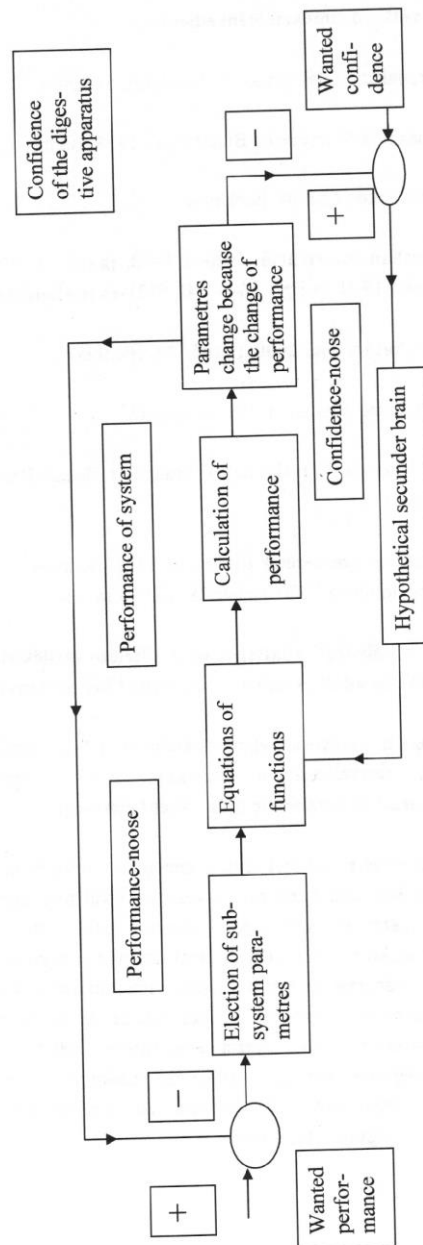 Confidence
of the diges-
tive apparatus
Performance-noose
Performance of system
+
−
Wanted
perfor-
mance
Election of sub-
system para-
metres
Equations of
functions
Calculation of
performance
Parametres
change because
the change of
performance
−
+
Wanted
confi-
dence
Confidence-noose
Hypothetical secunder brain